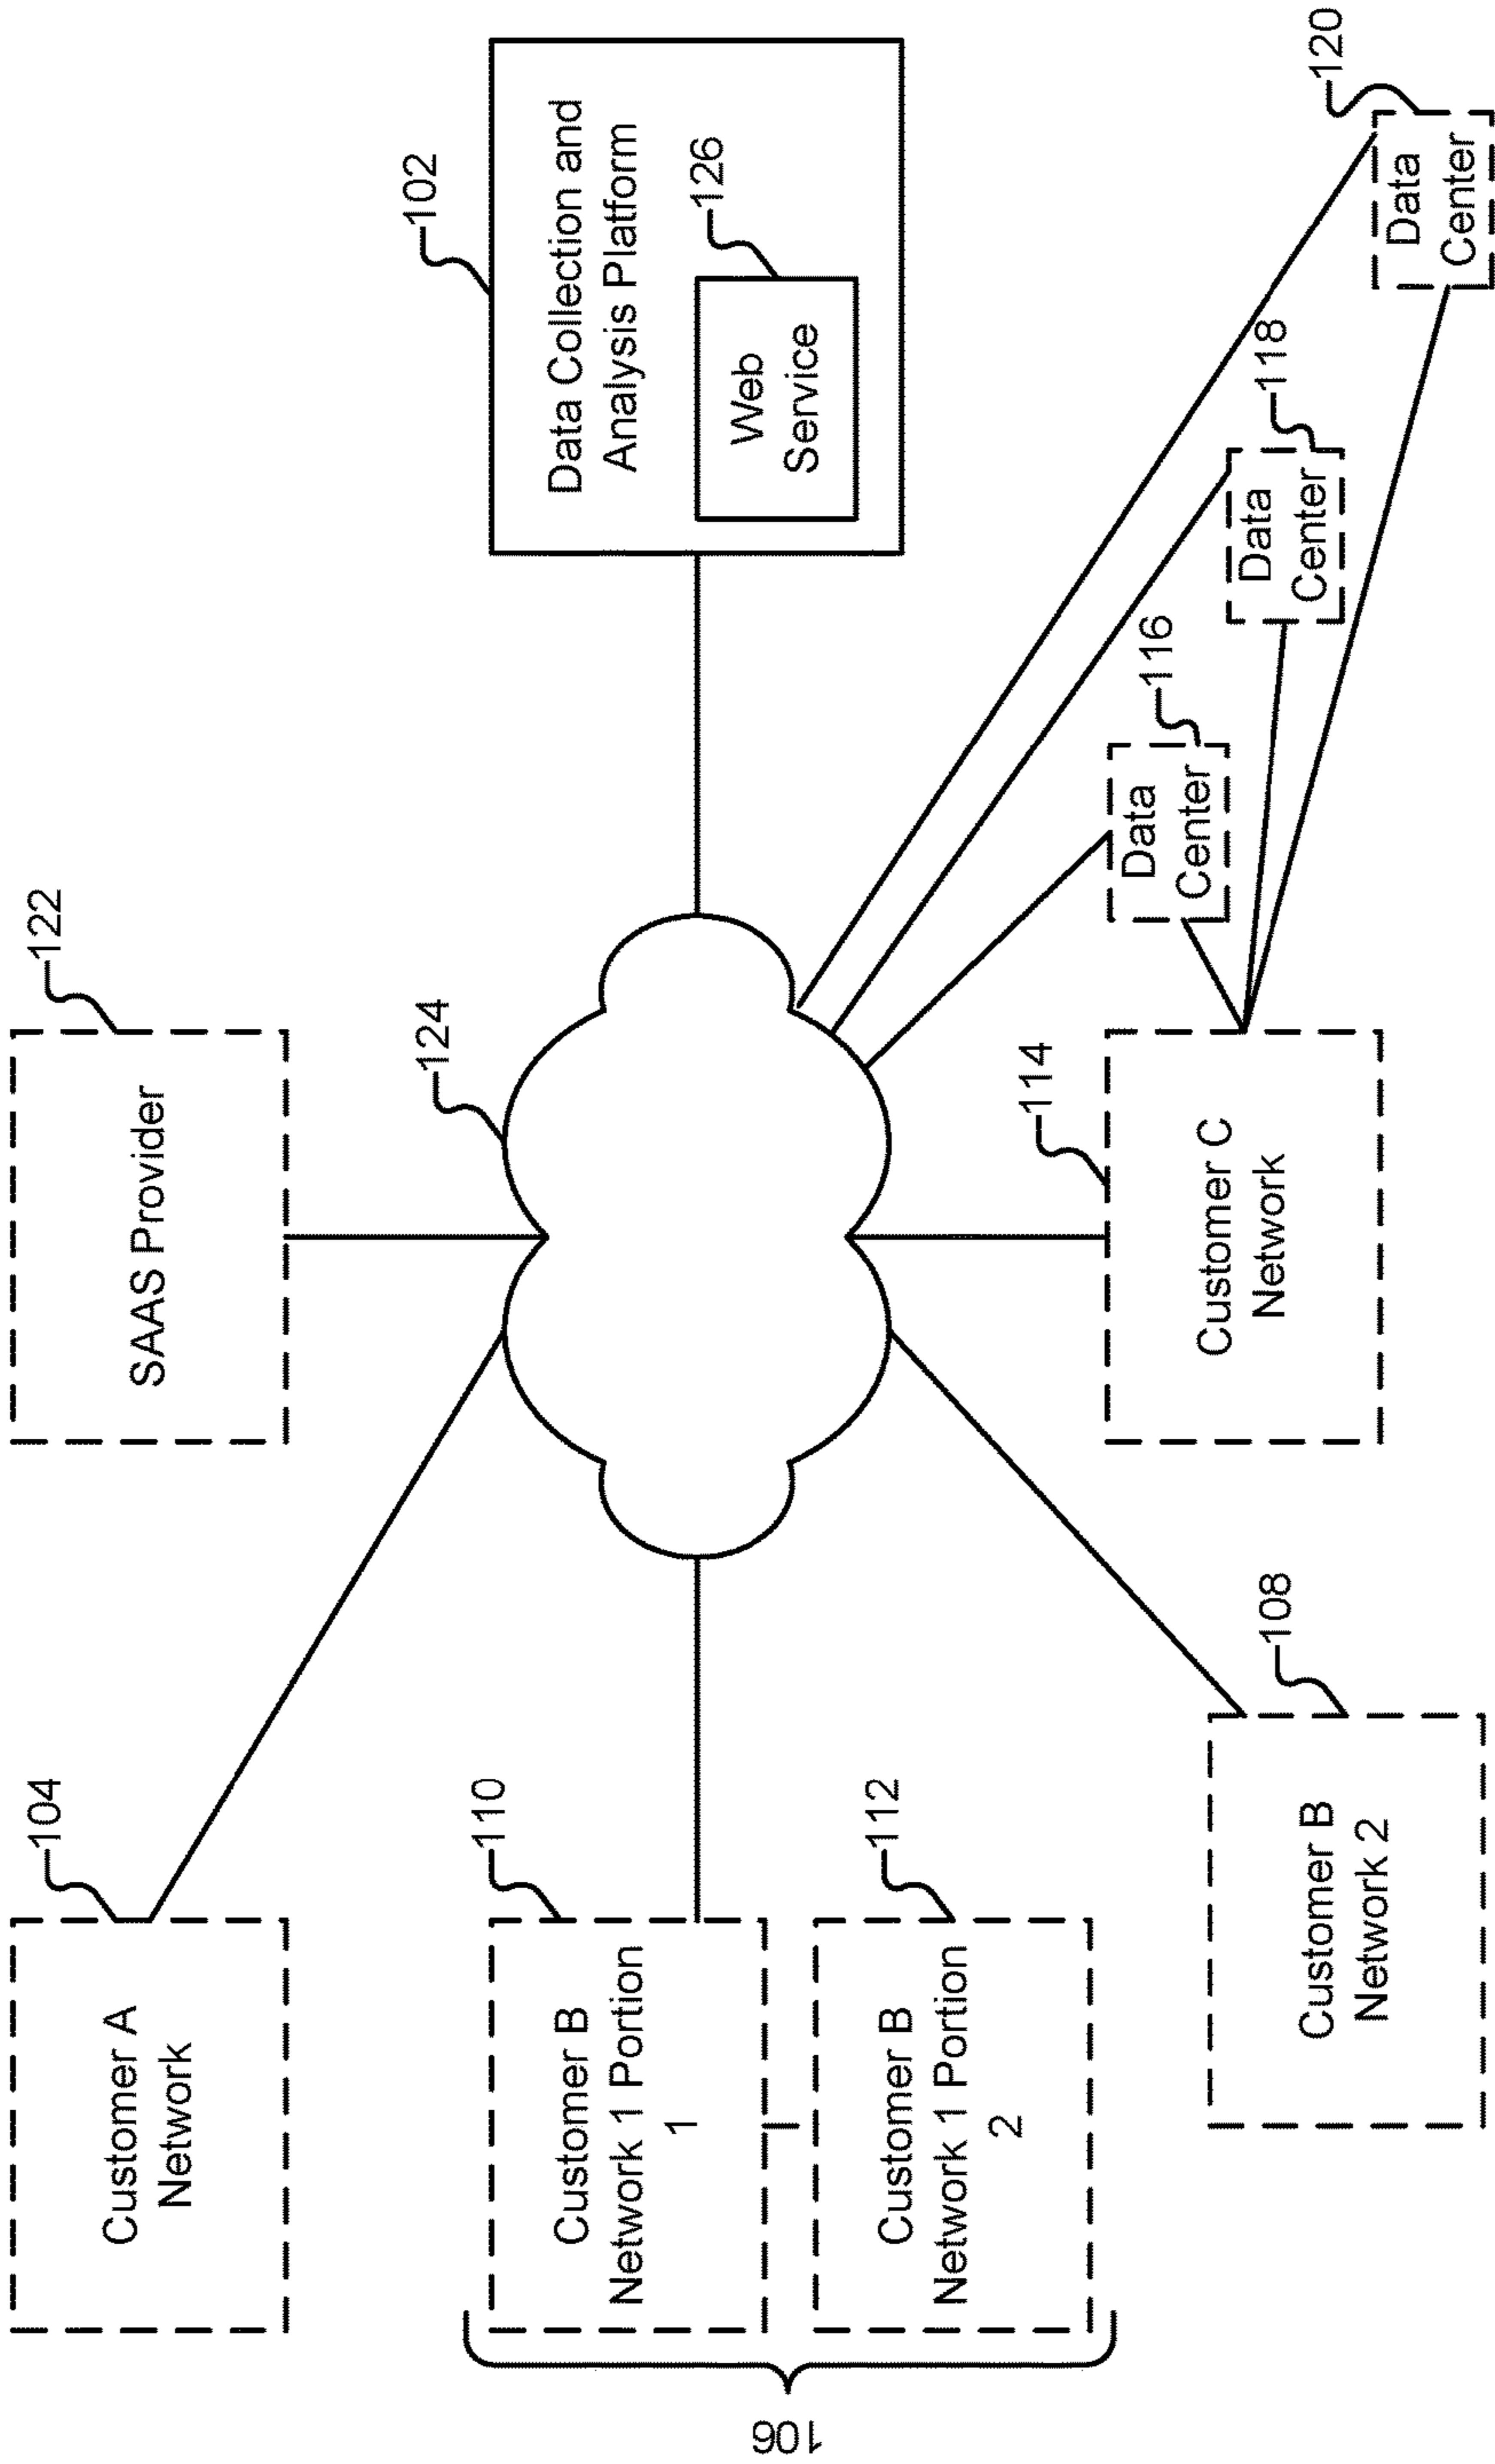 104
Customer A
Network
122
SAAS Provider
110
Customer B
Network 1 Portion
1
106
112
Customer B
Network 1 Portion
2
124
102
Data Collection and
Analysis Platform
126
Web
Service
108
Customer B
Network 2
114
Customer C
Network
116
Data
Center
118
Data
Center
120
Data
Center